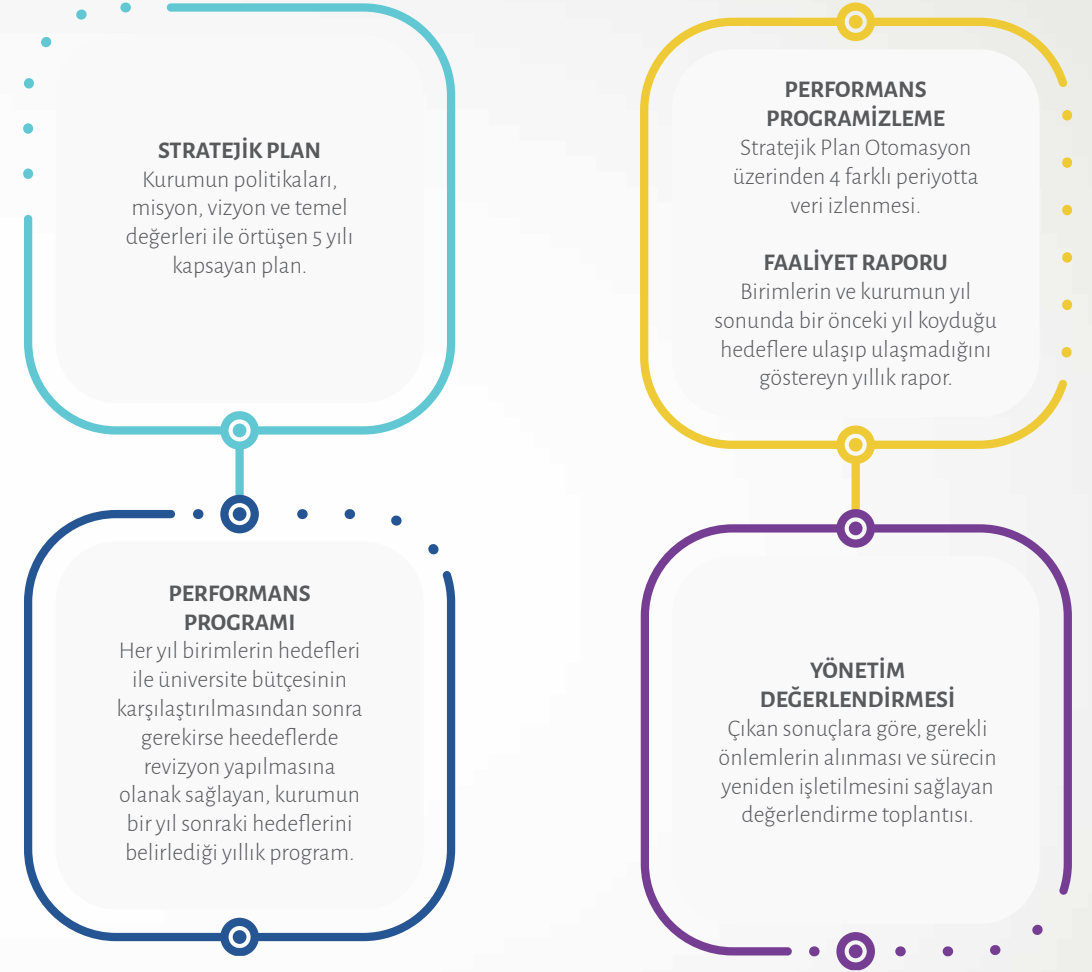 STRATEJİK PLAN
Kurumun politikaları,
misyon, vizyon ve temel
değerleri ile örtüşen 5 yılı
kapsayan plan.
PERFORMANS
PROGRAMI
Her yıl birimlerin hedefleri
ile üniversite bütçesinin
karşılaştırılmasından sonra
gerekirse heedeflerde
revizyon yapılmasına
olanak sağlayan, kurumun
bir yıl sonraki hedeflerini
belirlediği yıllık program.
PERFORMANS
PROGRAMİZLEME
Stratejik Plan Otomasyon
üzerinden 4 farklı periyotta
veri izlenmesi.
FAALİYET RAPORU
Birimlerin ve kurumun yıl
sonunda bir önceki yıl koyduğu
hedeflere ulaşıp ulaşmadığını
göstereyn yıllık rapor.
YÖNETİM
DEĞERLENDİRMESİ
Çıkan sonuçlara göre, gerekli
önlemlerin alınması ve sürecin
yeniden işletilmesini sağlayan
değerlendirme toplantısı.